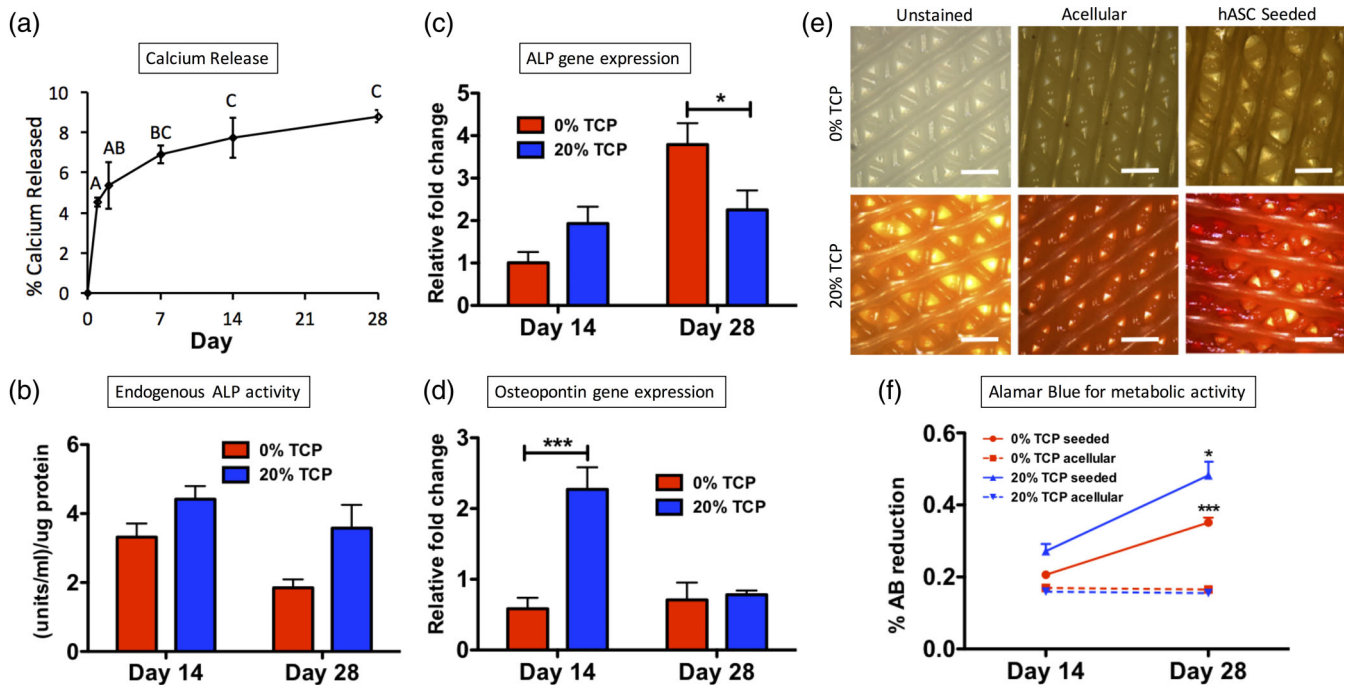 (a)
Calcium Release
% Calcium Released
10
8
6
4
2
0
A
AB
BC
C
C
0
7
14
21
28
Day
(b)
Endogenous ALP activity
(units/ml)/ug protein
6
4
2
0
0% TCP
20% TCP
Day 14
Day 28
(c)
ALP gene expression
Relative fold change
5
4
3
2
1
0
0% TCP
20% TCP
*
Day 14
Day 28
(d)
Osteopontin gene expression
Relative fold change
3
2
1
0
***
0% TCP
20% TCP
Day 14
Day 28
(e)
Unstained
Acellular
hASC Seeded
0% TCP
20% TCP
(f)
Alamar Blue for metabolic activity
% AB reduction
0.6
0.4
0.2
0.0
0% TCP seeded
0% TCP acellular
20% TCP seeded
20% TCP acellular
*
***
Day 14
Day 28